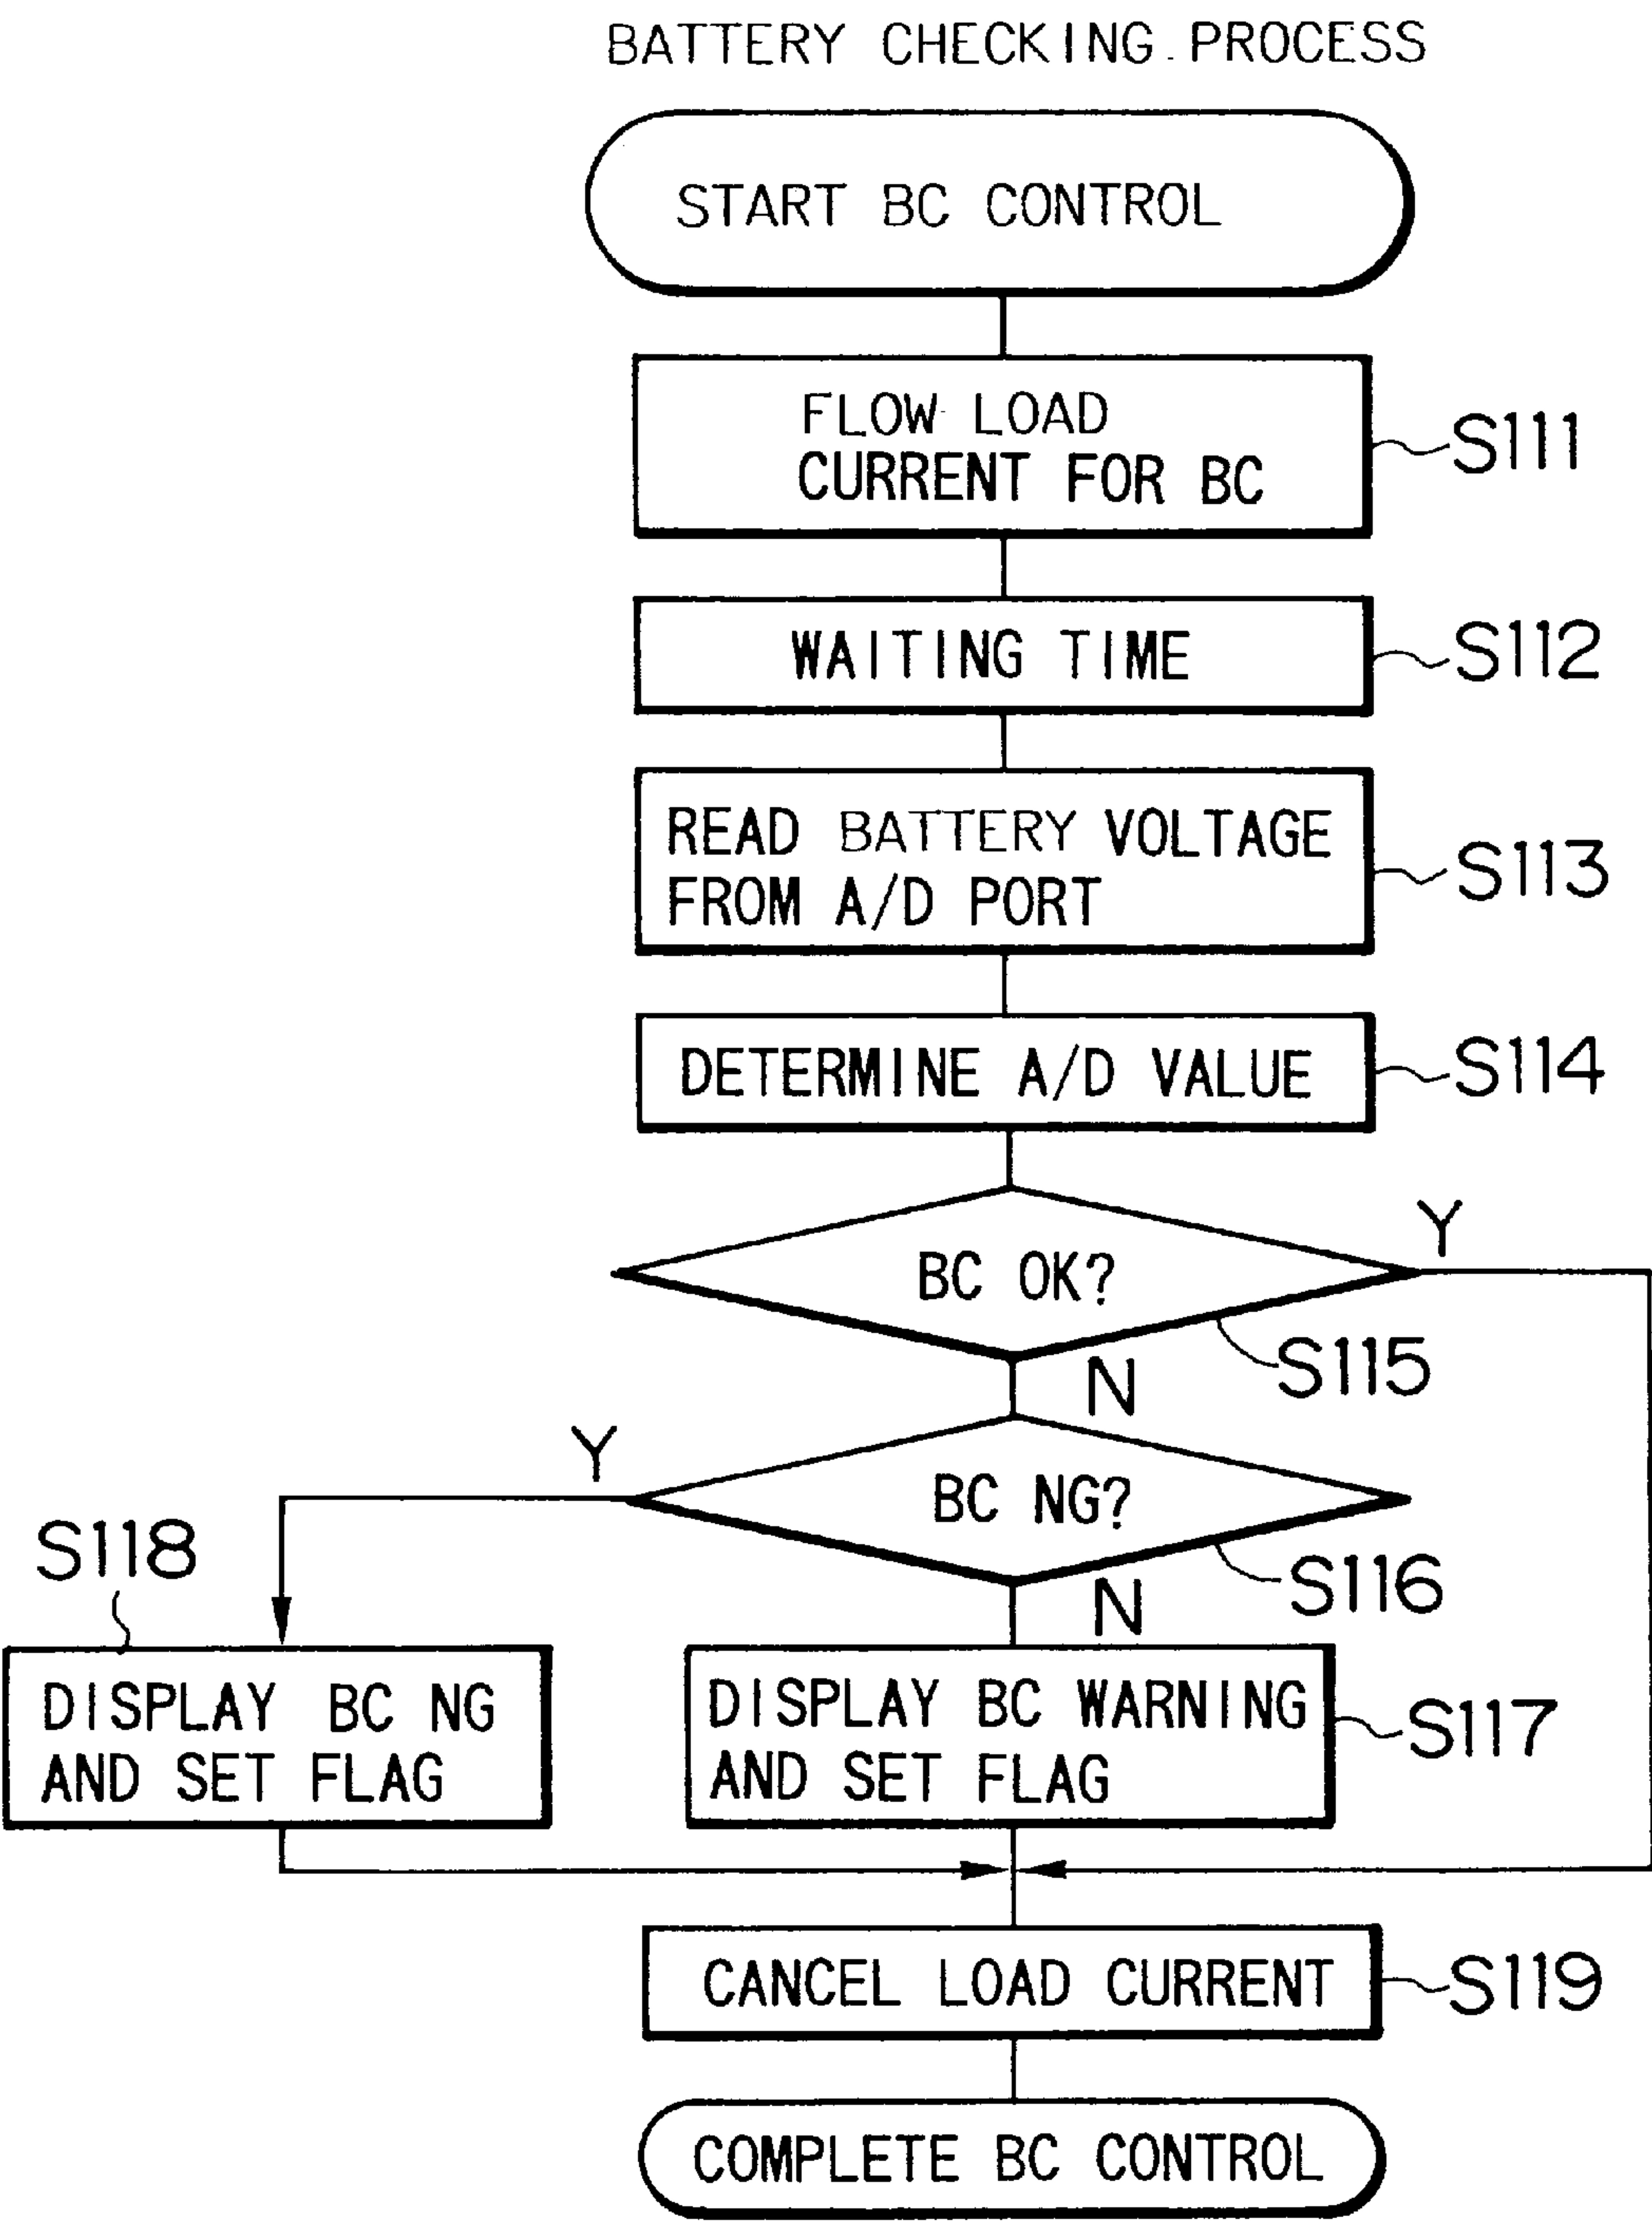 BATTERY CHECKING PROCESS
START BC CONTROL
FLOW LOAD
CURRENT FOR BC
S111
WAITING TIME
S112
READ BATTERY VOLTAGE
FROM A/D PORT
S113
DETERMINE A/D VALUE
S114
BC OK?
Y
S115
N
Y
BC NG?
S116
N
S118
DISPLAY BC NG
AND SET FLAG
DISPLAY BC WARNING
AND SET FLAG
S117
CANCEL LOAD CURRENT
S119
COMPLETE BC CONTROL